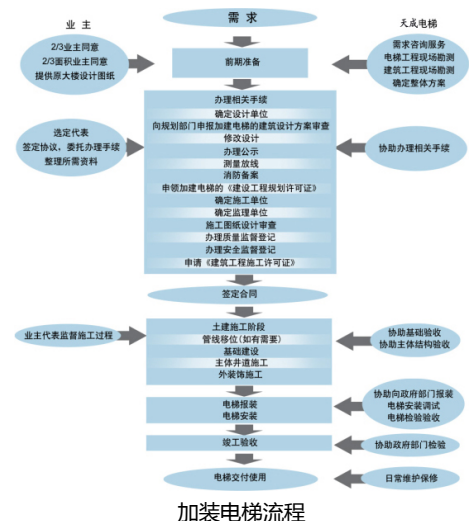 需 求
业 主
天成电梯
2/3业主同意
2/3面积业主同意
提供原大楼设计图纸
前期准备
需求咨询服务
电梯工程现场勘测
建筑工程现场勘测
确定整体方案
办理相关手续
确定设计单位
向规划部门申报加建电梯的建筑设计方案审查
修改设计
办理公示
测量放线
消防备案
申领加建电梯的《建设工程规划许可证》
确定施工单位
确定监理单位
施工图纸设计审查
办理质量监督登记
办理安全监督登记
申请《建筑工程施工许可证》
选定代表
签定协议，委托办理手续
整理所需资料
协助办理相关手续
签定合同
业主代表监督施工过程
土建施工阶段
管线移位(如有需要)
基础建设
主体井道施工
外装饰施工
协助基础验收
协助主体结构验收
电梯报装
电梯安装
协助向政府部门报装
电梯安装调试
电梯检验验收
竣工验收
协助政府部门检验
电梯交付使用
日常维护保修
加装电梯流程